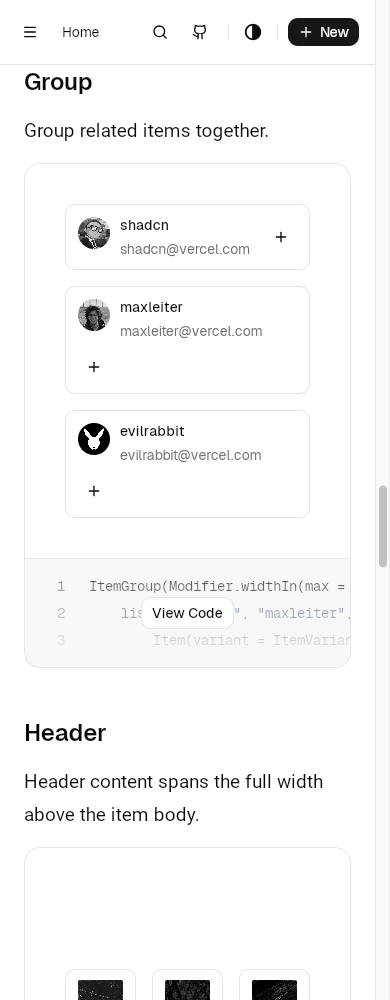 Home
New
Group
Group related items together.
shadcn
shadcn@vercel.com
maxleiter
maxleiter@vercel.com
evilrabbit
evilrabbit@vercel.com
1 ItemGroup(Modifier.widthIn(max =
2 lis View Code ", "maxleiter",
3 Item(variant = ItemVarian
Header
Header content spans the full width
above the item body.